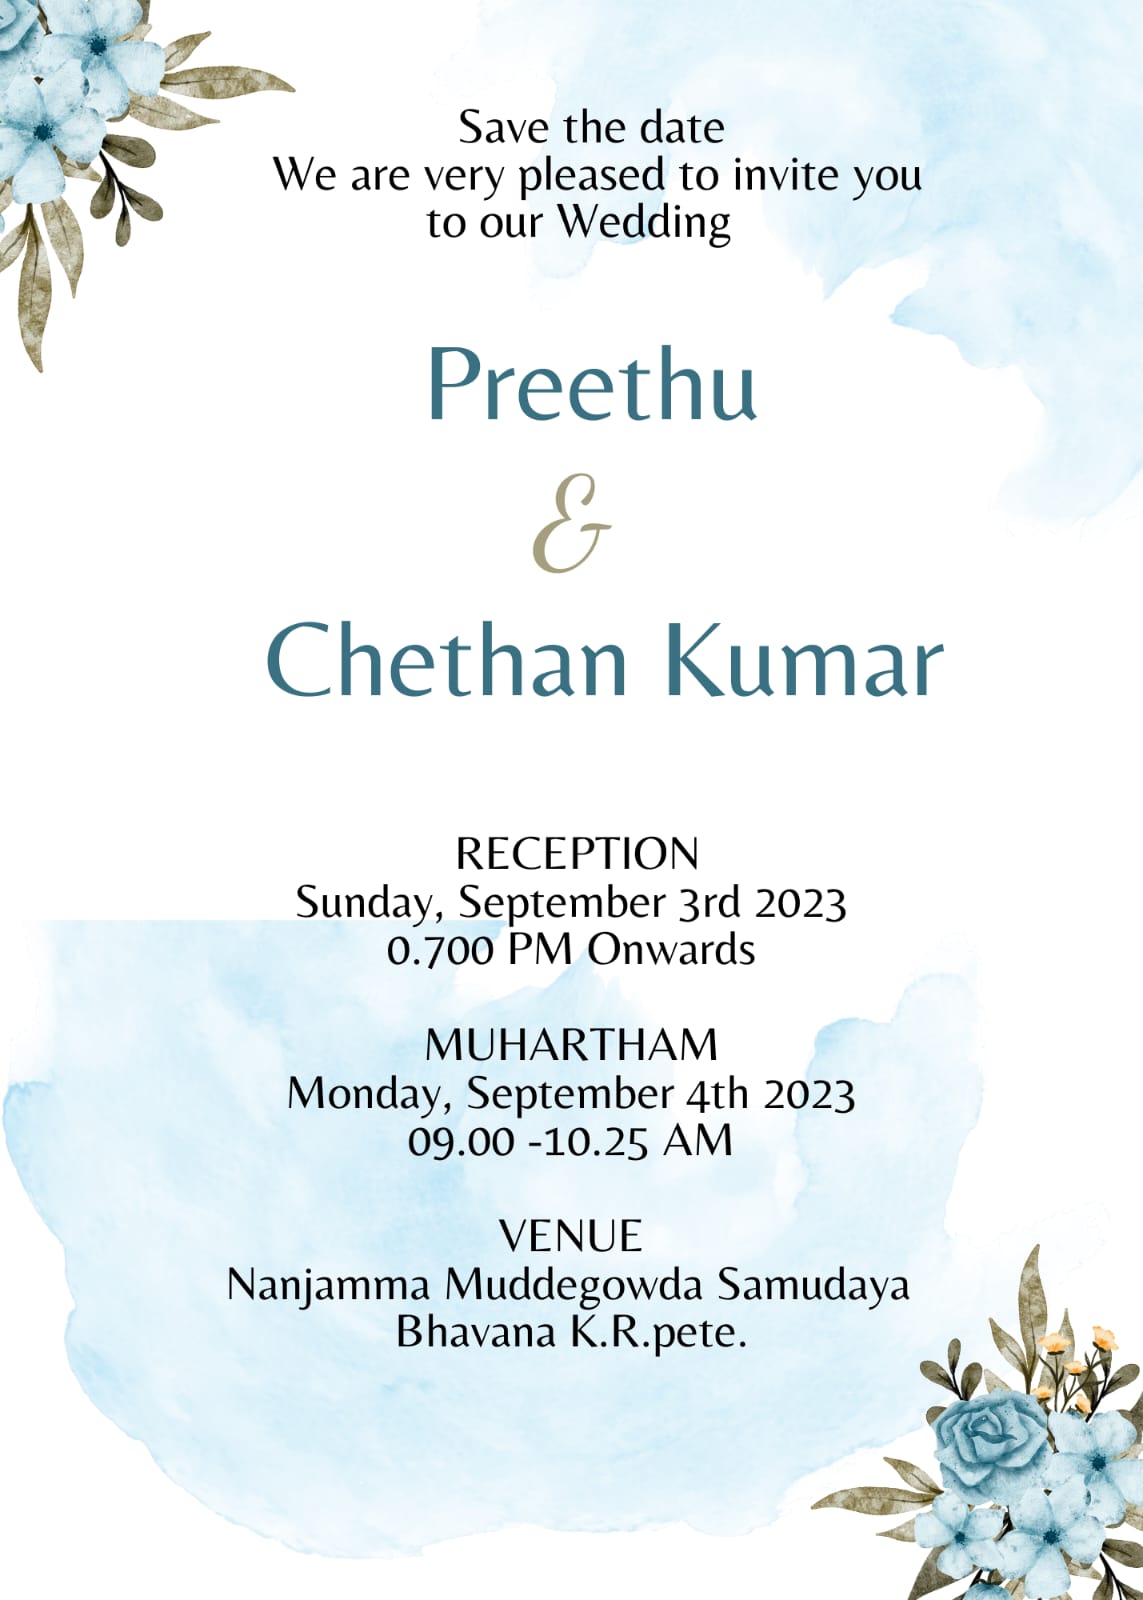 Save the date
We are very pleased to invite you
to our Wedding
Preethu
&
Chethan Kumar
RECEPTION
Sunday, September 3rd 2023
0.700 PM Onwards
MUHARTHAM
Monday, September 4th 2023
09.00 -10.25 AM
VENUE
Nanjamma Muddegowda Samudaya
Bhavana K.R.pete.